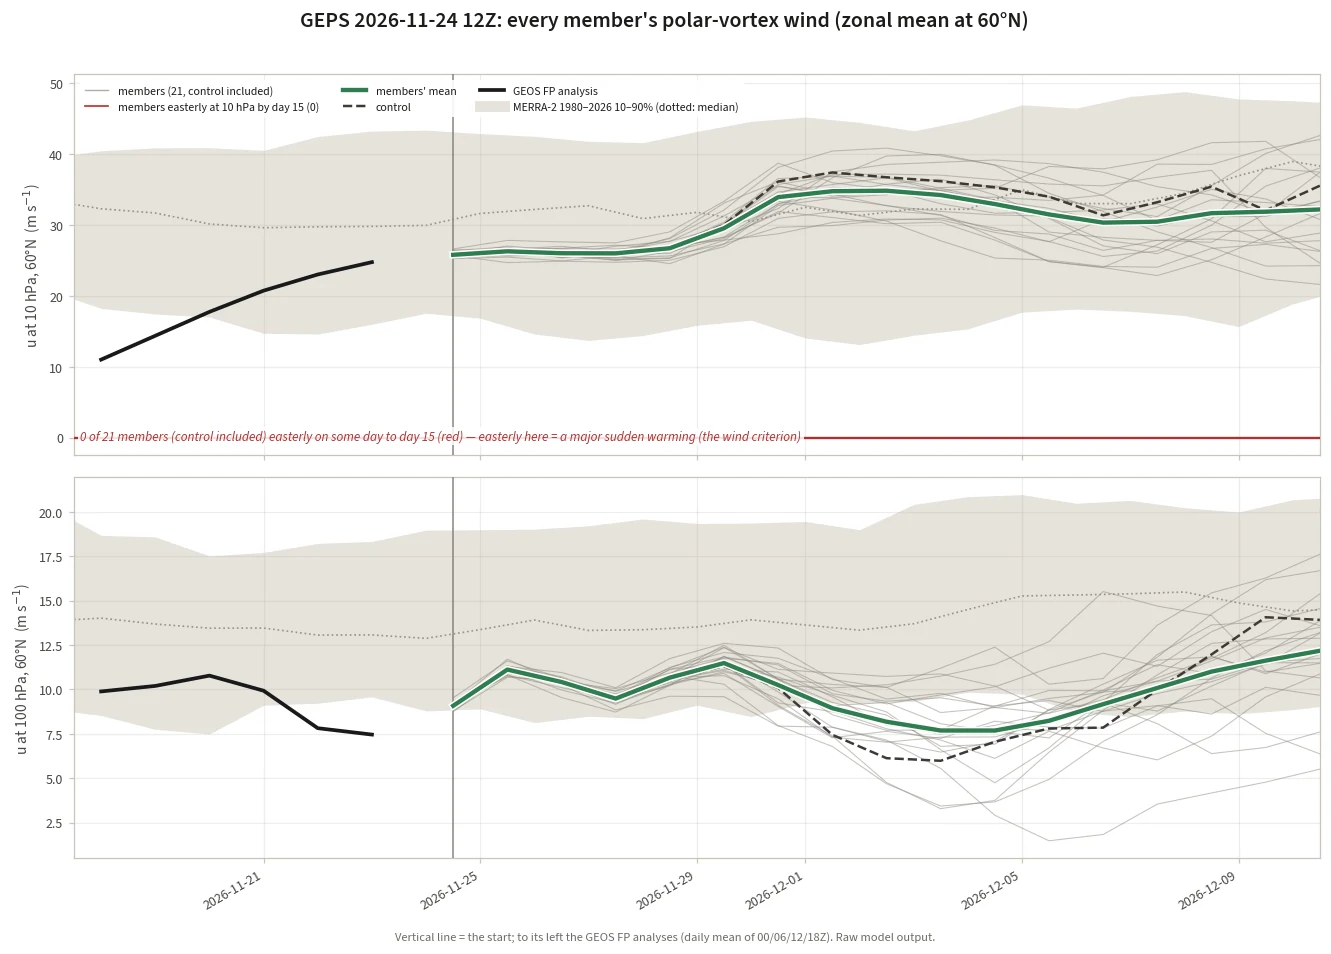 GEPS 2026-11-24 12Z: every member's polar-vortex wind (zonal mean at 60°N)
members (21, control included)
members easterly at 10 hPa by day 15 (0)
members' mean
control
GEOS FP analysis
MERRA-2 1980–2026 10–90% (dotted: median)
u at 10 hPa, 60°N (m s⁻¹)
50
40
30
20
10
0
0 of 21 members (control included) easterly on some day to day 15 (red) — easterly here = a major sudden warming (the wind criterion)
u at 100 hPa, 60°N (m s⁻¹)
20.0
17.5
15.0
12.5
10.0
7.5
5.0
2.5
2026-11-21
2026-11-25
2026-11-29
2026-12-01
2026-12-05
2026-12-09
Vertical line = the start; to its left the GEOS FP analyses (daily mean of 00/06/12/18Z). Raw model output.